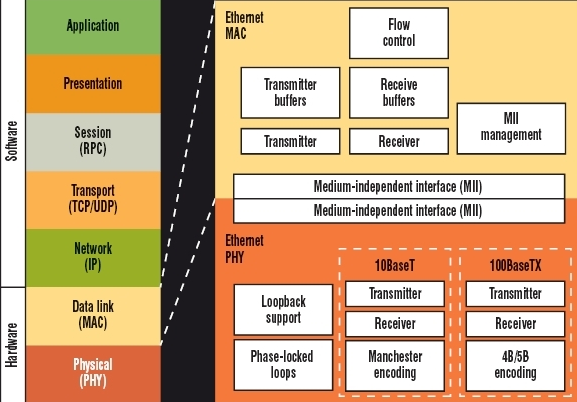 Software
Hardware
Application
Presentation
Session
(RPC)
Transport
(TCP/UDP)
Network
(IP)
Data link
(MAC)
Physical
(PHY)
Ethernet
MAC
Flow
control
Transmitter
buffers
Receive
buffers
MII
management
Transmitter
Receiver
Medium-independent interface (MII)
Medium-independent interface (MII)
Ethernet
PHY
Loopback
support
Phase-locked
loops
10BaseT
Transmitter
Receiver
Manchester
encoding
100BaseTX
Transmitter
Receiver
4B/5B
encoding